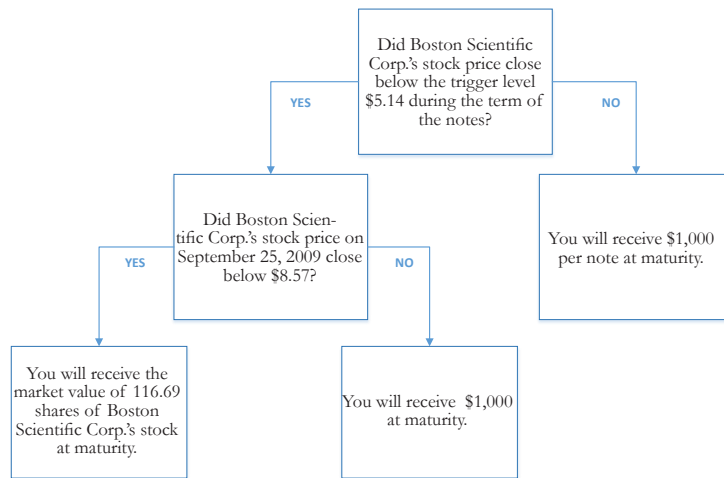 Did Boston Scientific
Corp.'s stock price close
below the trigger level
$5.14 during the term of
the notes?
YES
NO
Did Boston Scien-
tific Corp.'s stock price on
September 25, 2009 close
below $8.57?
You will receive $1,000
per note at maturity.
YES
NO
You will receive the
market value of 116.69
shares of Boston
Scientific Corp.'s stock
at maturity.
You will receive $1,000
at maturity.